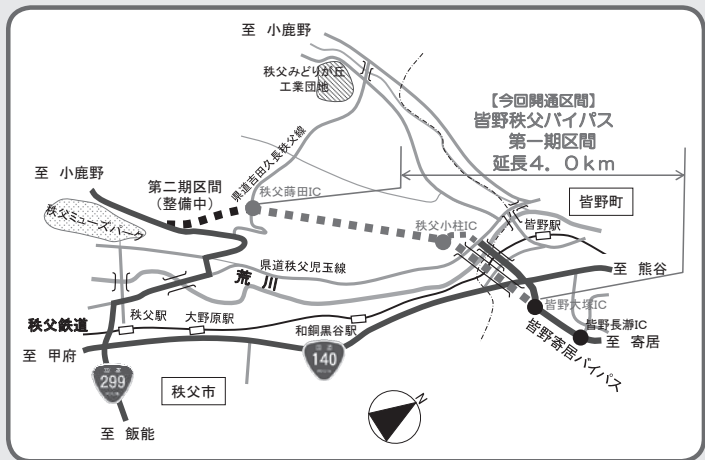 至 小鹿野
秩父みどりが丘
工業団地
【今回開通区間】
皆野秩父バイパス
第一期区間
延長4.0km
県道吉田久長秩父線
至 小鹿野
第二期区間
(整備中)
秩父蒔田IC
皆野町
秩父ミューズパーク
秩父小柱IC
皆野駅
県道秩父児玉線
荒川
至 熊谷
皆野大塚IC
秩父鉄道
秩父駅
大野原駅
和銅黒谷駅
皆野長瀞IC
至 寄居
至 甲府
皆野寄居バイパス
国道
140
国道
299
秩父市
N
至 飯能